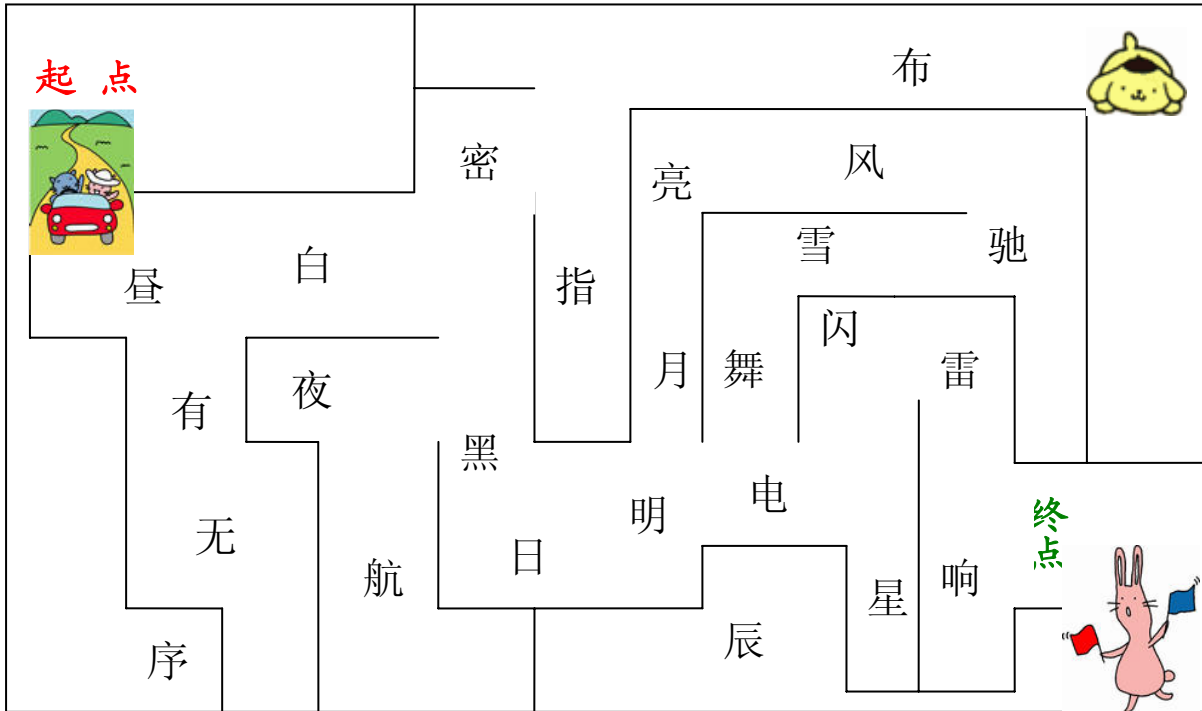 布
起 点
密
亮
风
雪
驰
白
指
昼
闪
月
舞
雷
夜
有
黑
电
明
终
点
无
日
航
星
响
辰
序